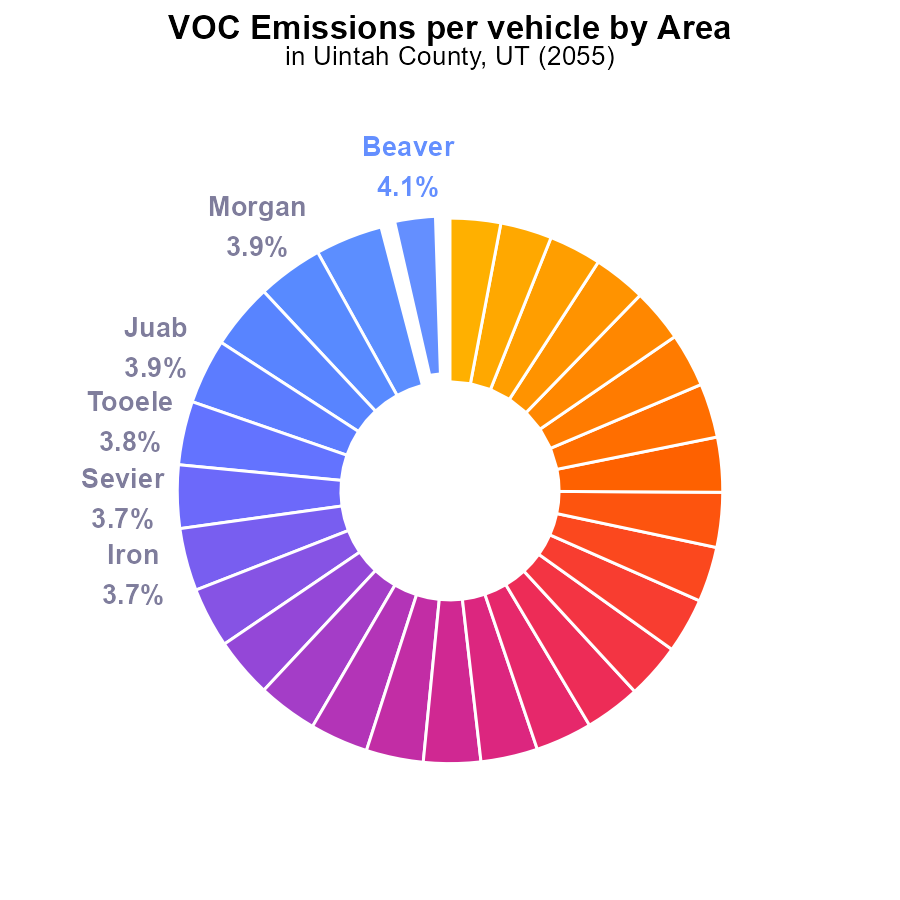 VOC Emissions per vehicle by Area
in Uintah County, UT (2055)
Beaver
4.1%
Morgan
3.9%
Juab
3.9%
Tooele
3.8%
Sevier
3.7%
Iron
3.7%